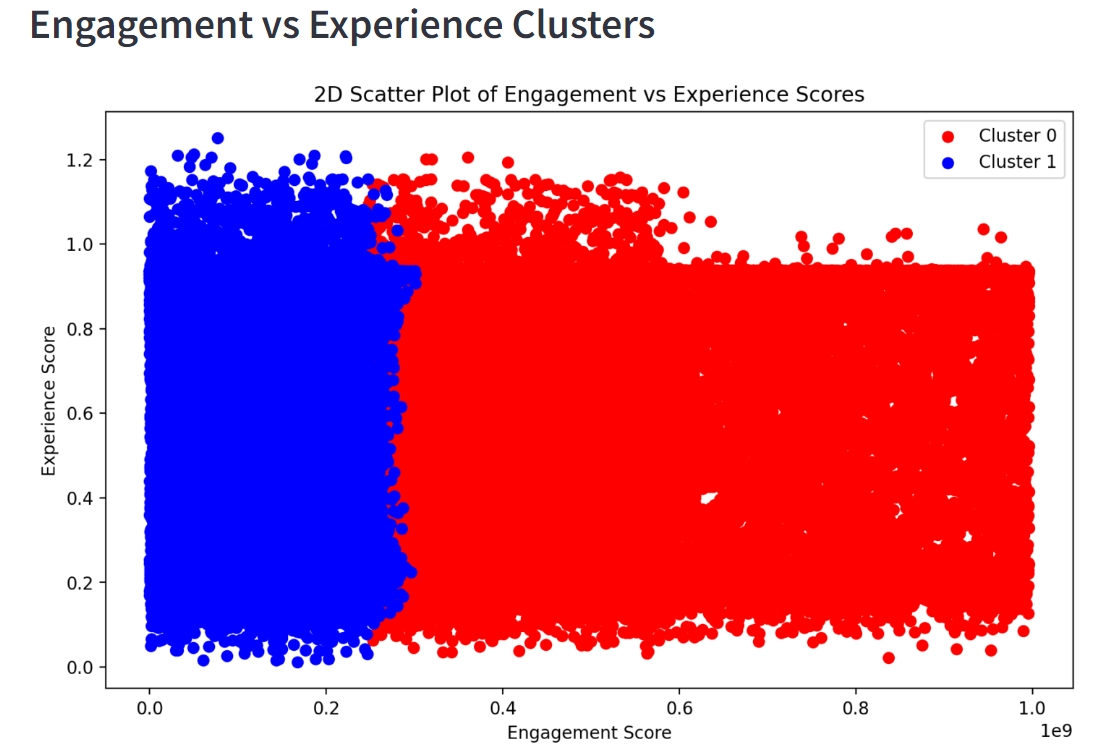 Engagement vs Experience Clusters
2D Scatter Plot of Engagement vs Experience Scores
Cluster 0
Cluster 1
Experience Score
1.2
1.0
0.8
0.6
0.4
0.2
0.0
0.0 0.2 0.4 0.6 0.8 1.0
1e9
Engagement Score